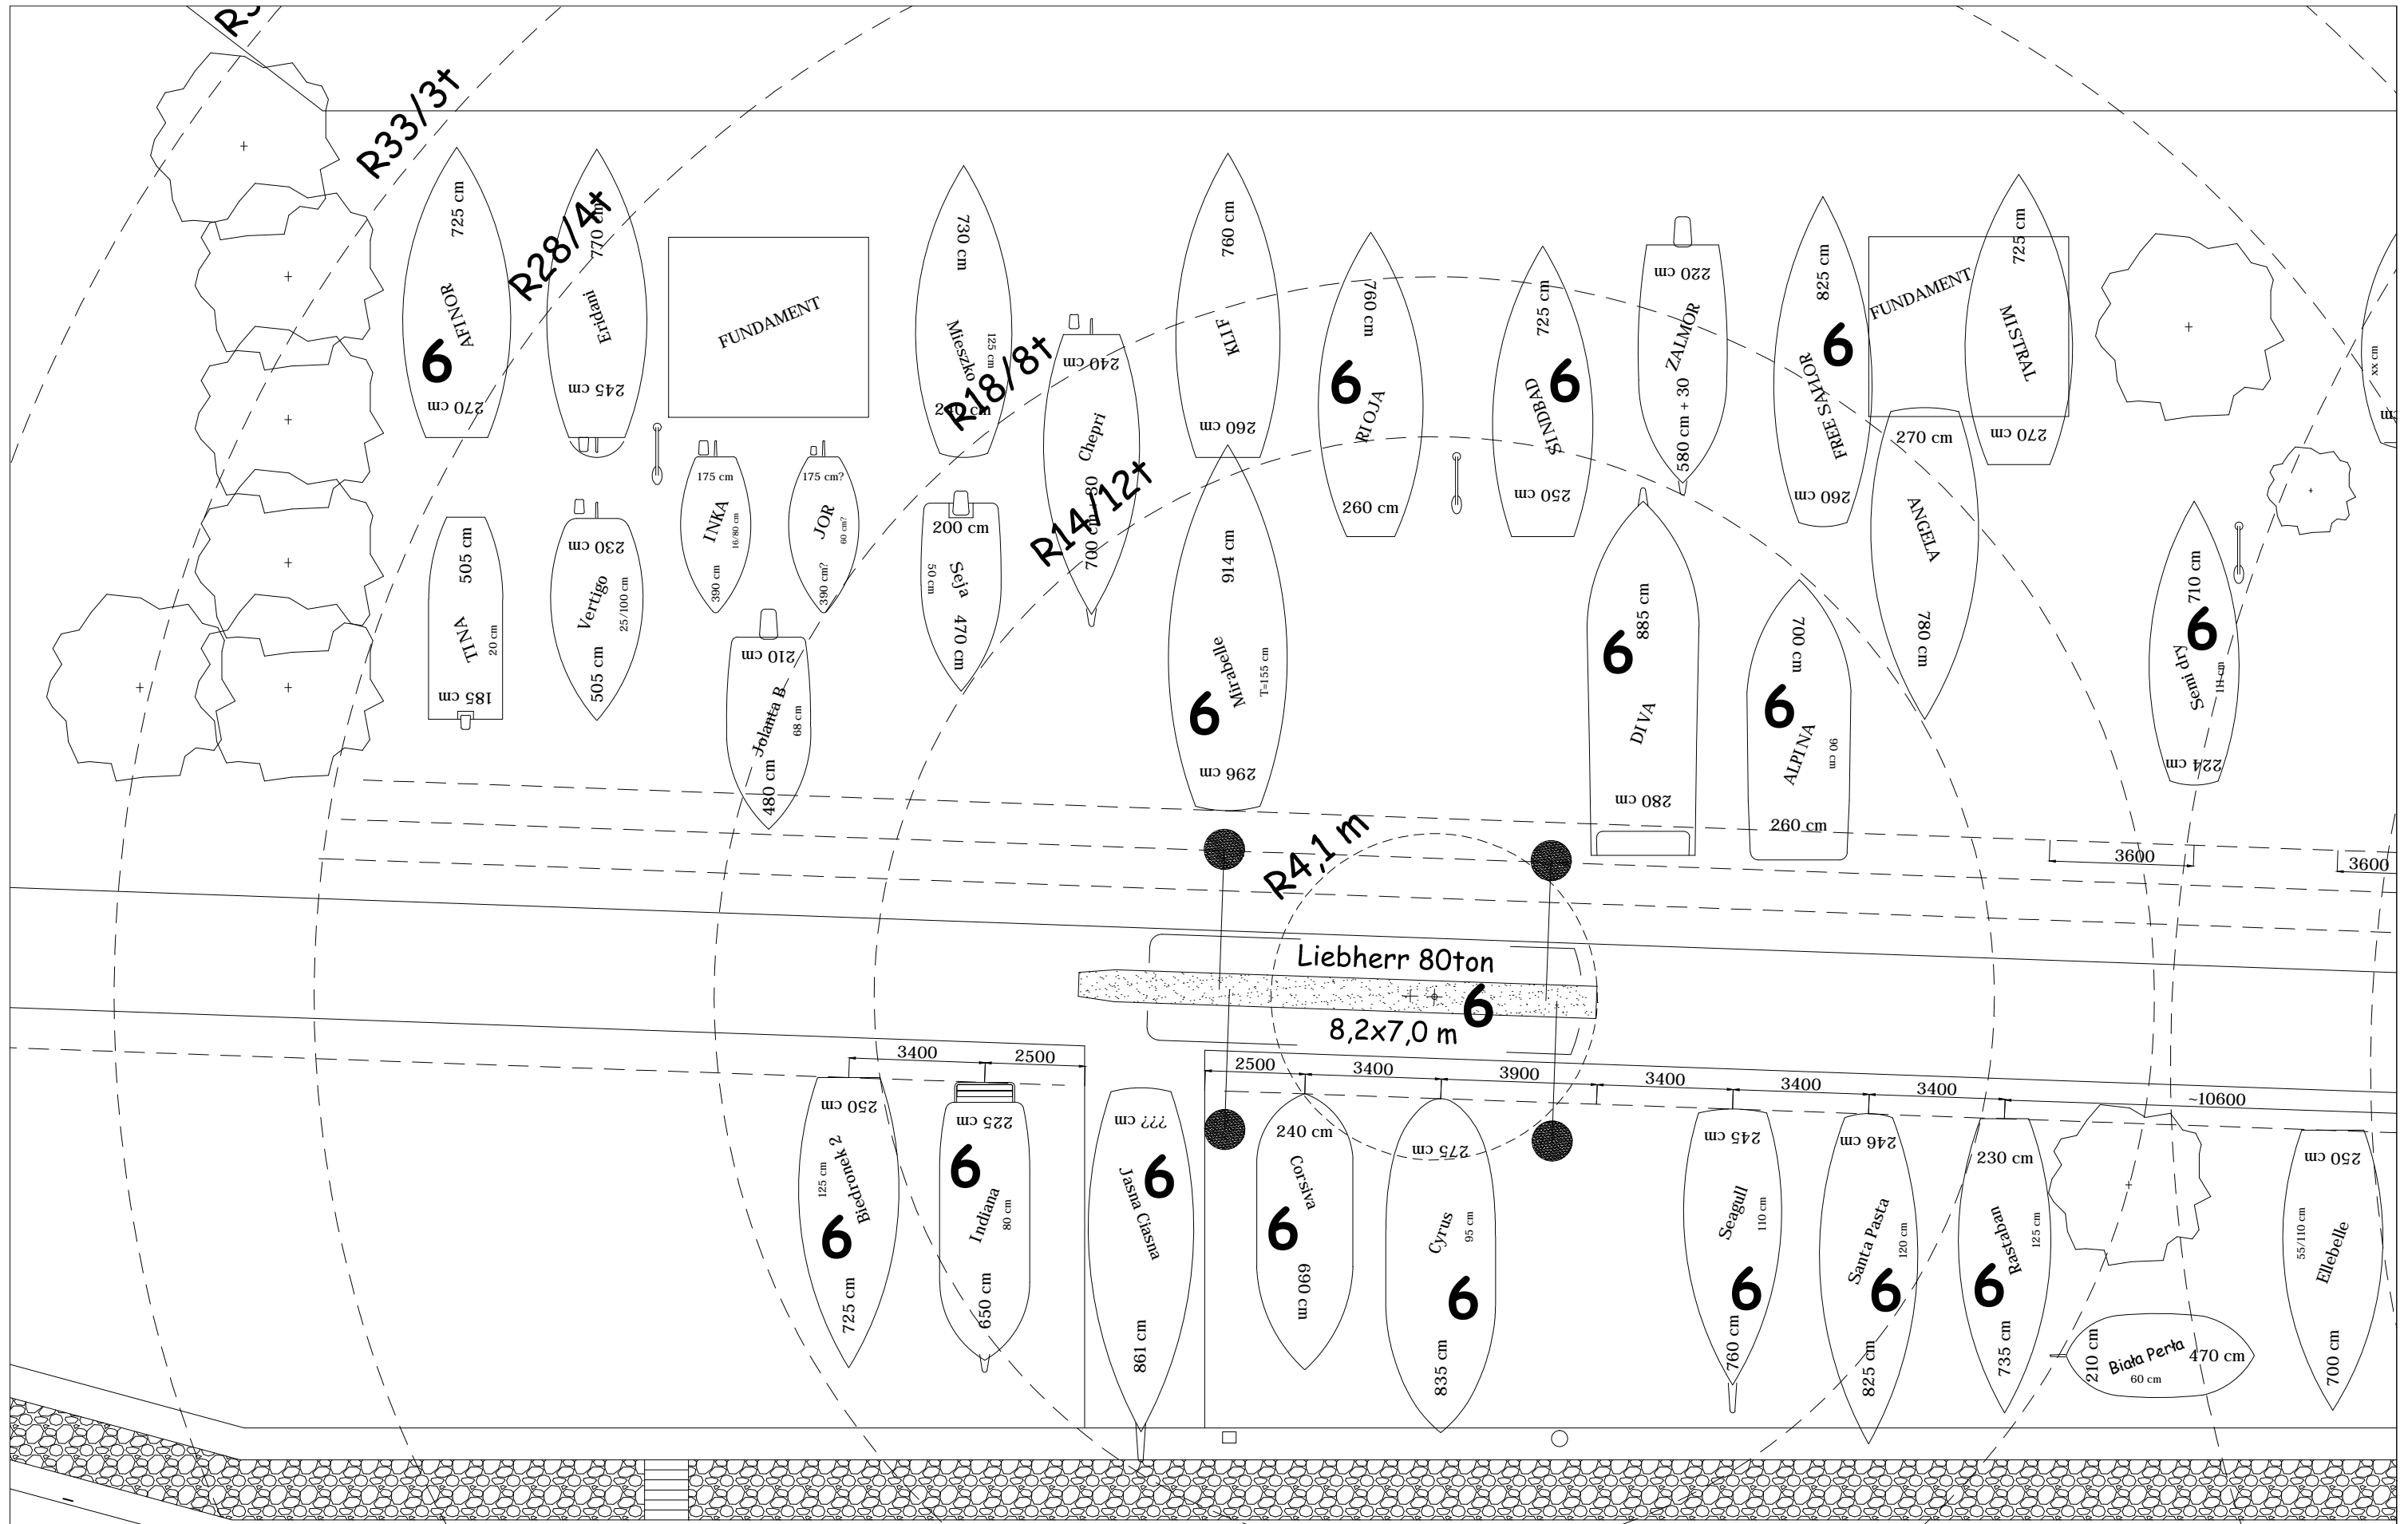 R33/3t
R28/4t
R18/8t
R14/12t
R4,1 m
725 cm
AFINOR
6
270 cm
770 cm
Eridani
245 cm
FUNDAMENT
730 cm
Mieszko
125 cm
240 cm
240 cm
Chepri
760 cm
KLIF
260 cm
760 cm
6
RIOJA
260 cm
725 cm
6
SINDBAD
250 cm
220 cm
ZALMOR
580 cm + 30
825 cm
6
FREE SAILOR
260 cm
FUNDAMENT
725 cm
MISTRAL
270 cm
xx cm
505 cm
TINA
20 cm
185 cm
230 cm
Vertigo
25/100 cm
505 cm
175 cm
INKA
16/80 cm
390 cm
175 cm?
JOR
60 cm?
390 cm?
210 cm
Jolanta B
68 cm
480 cm
200 cm
Seja
50 cm
470 cm
914 cm
Mirabelle
T=155 cm
6
296 cm
885 cm
6
DIVA
280 cm
700 cm
6
ALPINA
90 cm
260 cm
270 cm
ANGELA
780 cm
710 cm
6
Semi dry
111 cm
224 cm
3600
3600
Liebherr 80ton
6
8,2x7,0 m
3400
2500
2500
3400
3900
3400
3400
3400
~10600
250 cm
Biedronek 2
125 cm
6
725 cm
225 cm
6
Indiana
80 cm
650 cm
??? cm
6
Jasna Ciasna
861 cm
240 cm
Corsiva
6
669 cm
275 cm
Cyrus
95 cm
6
835 cm
245 cm
Seagull
110 cm
6
760 cm
246 cm
Santa Pasta
120 cm
6
825 cm
230 cm
Rastaban
125 cm
6
735 cm
210 cm
Biała Perła
60 cm
470 cm
250 cm
55/110 cm
Ellebelle
700 cm